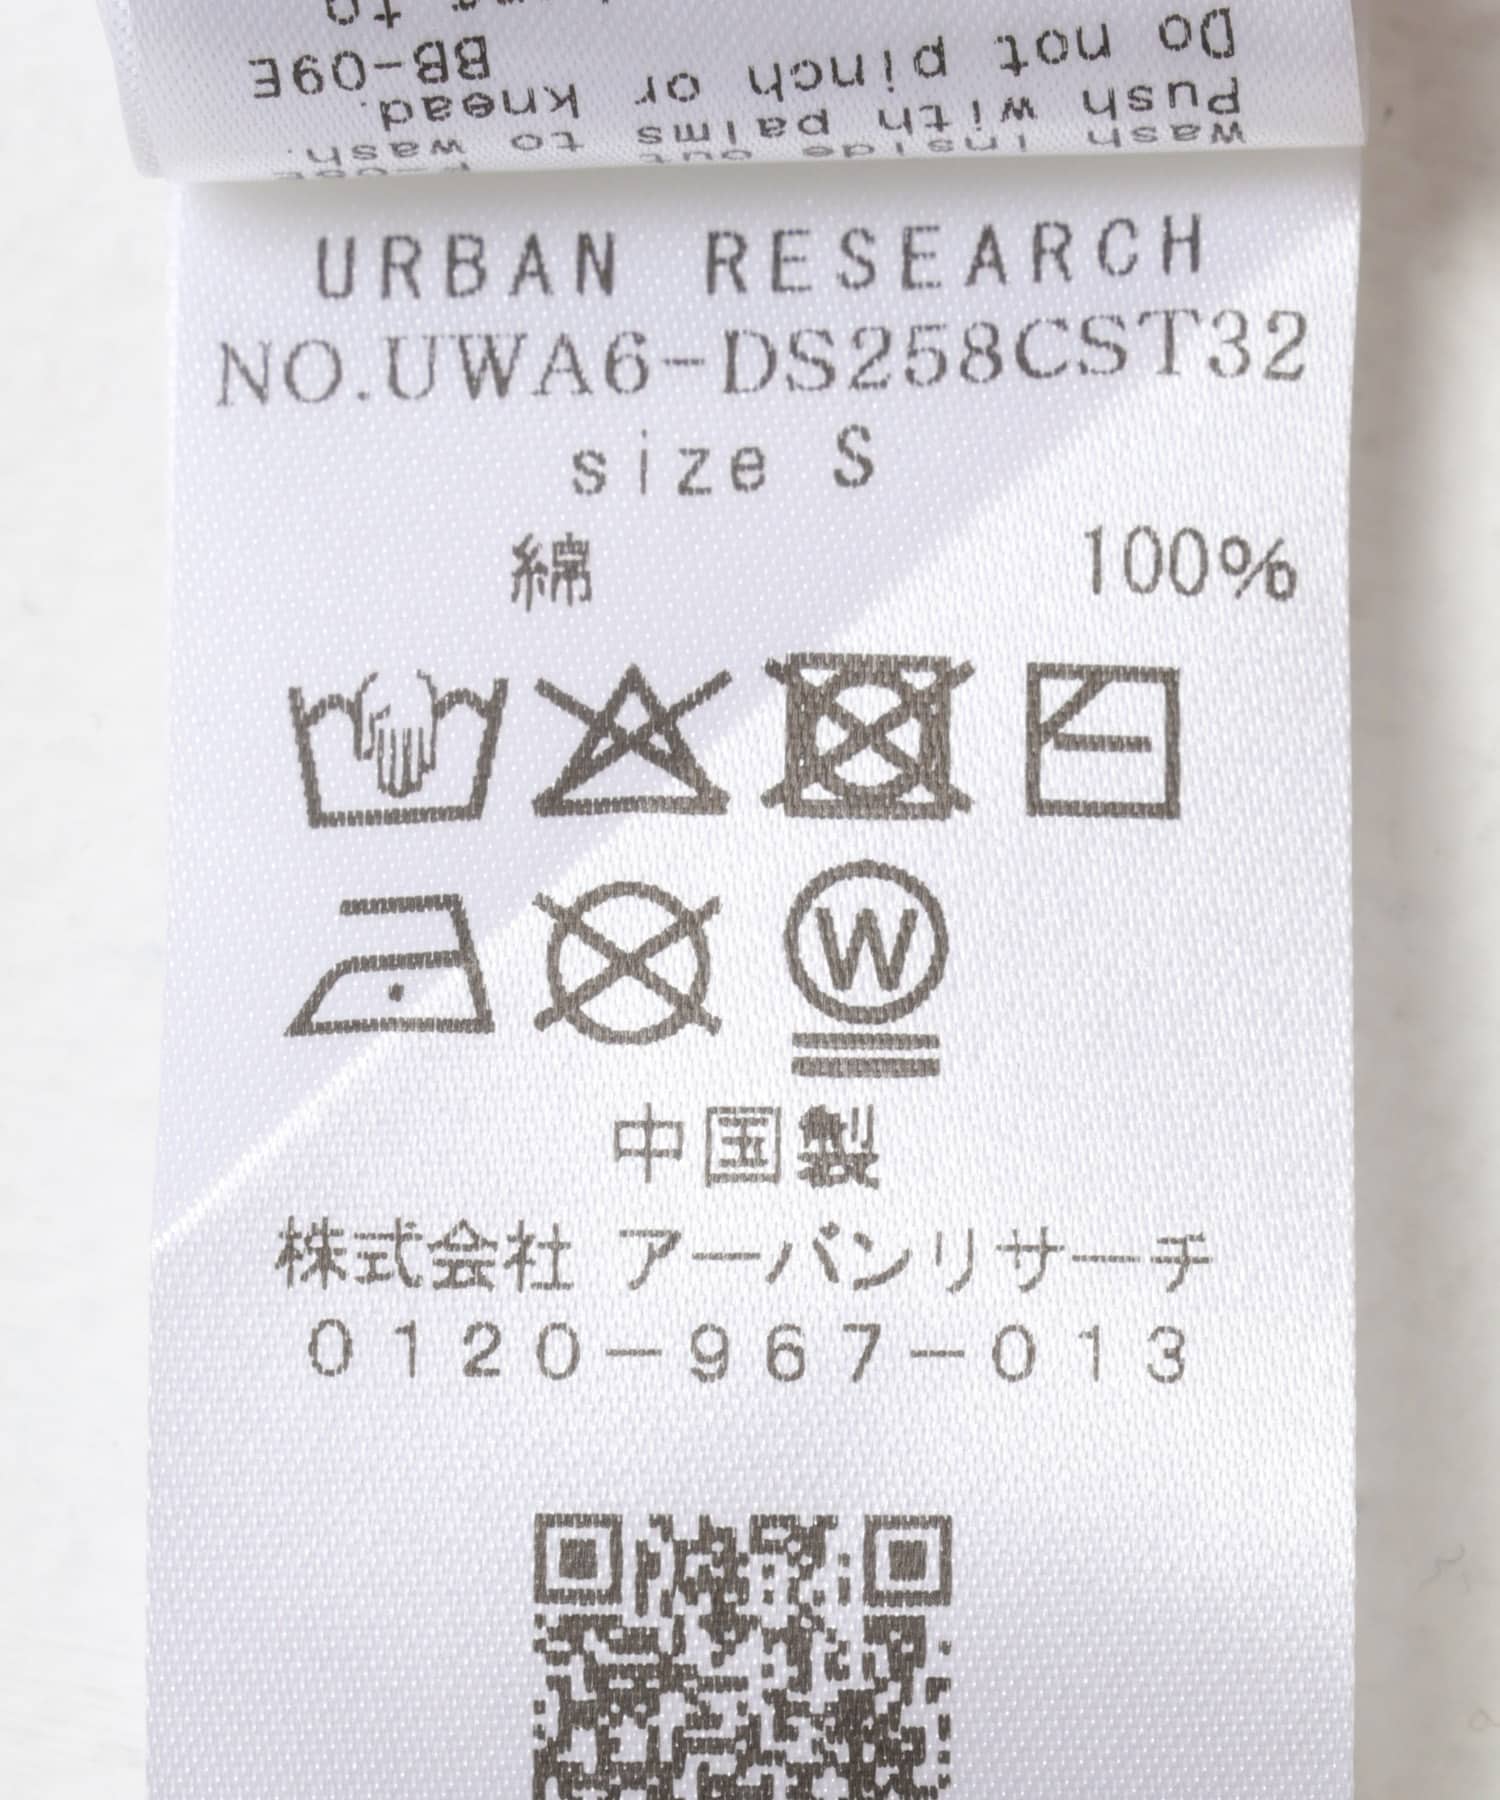 to
BB-09E
Do not pinch or knead.
Push with palms to wash.
Wash inside out
URBAN RESEARCH
NO.UWA6-DS258CST32
size S
綿 100%
W
中国製
株式会社 アーバンリサーチ
0120-967-013